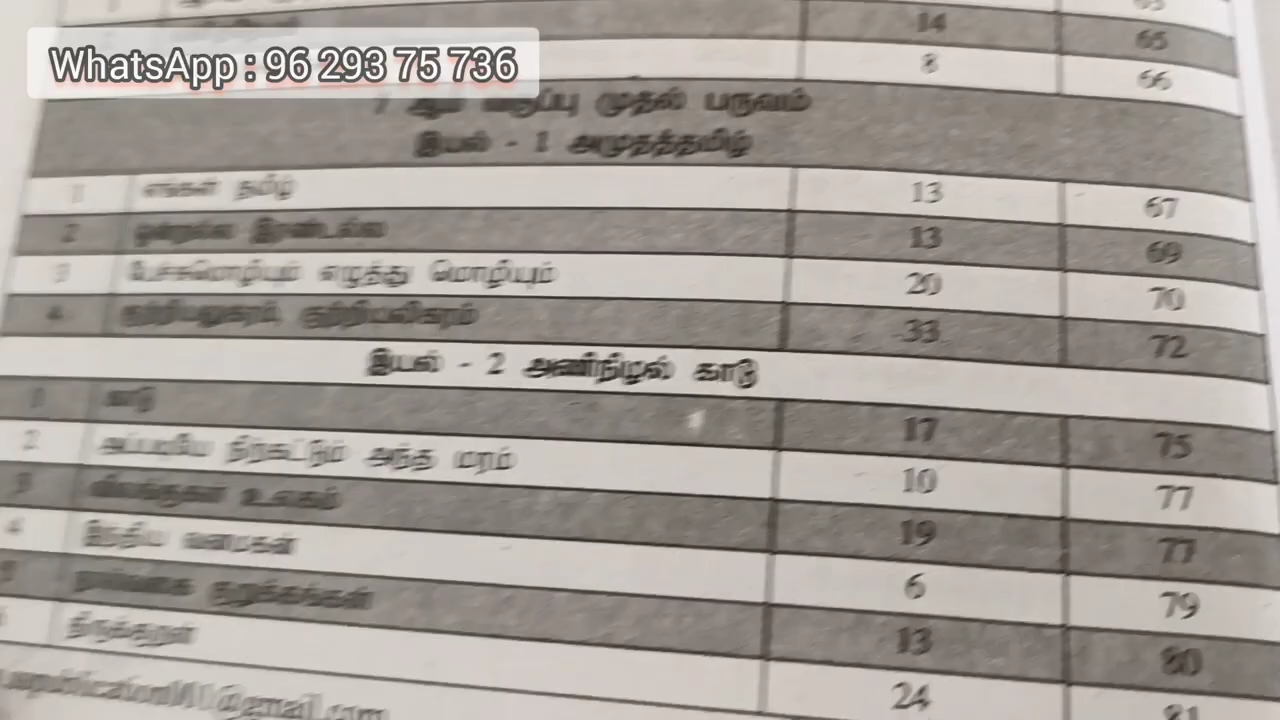 63
14 65
WhatsApp : 96 293 75 736
8 66
7 ஆம் வகுப்பு முதல் பருவம்
இயல் - 1 அமுதத்தமிழ்
1 எங்கள் தமிழ் 13 67
2 ஒன்றல்ல இரண்டல்ல 13 69
3 பேச்சுமொழியும் எழுத்து மொழியும் 20 70
4 குற்றியலுகரம், குற்றியலிகரம் 33 72
இயல் - 2 அணிநிழல் காடு
1 காடு 17 75
2 அப்படியே நிற்கட்டும் அந்த மரம் 10 77
3 விலங்குகள் உலகம் 19 77
4 இந்திய வனமகன் 6 79
5 நால்வகை குறுக்கங்கள் 13 80
திருக்குறள் 24 81